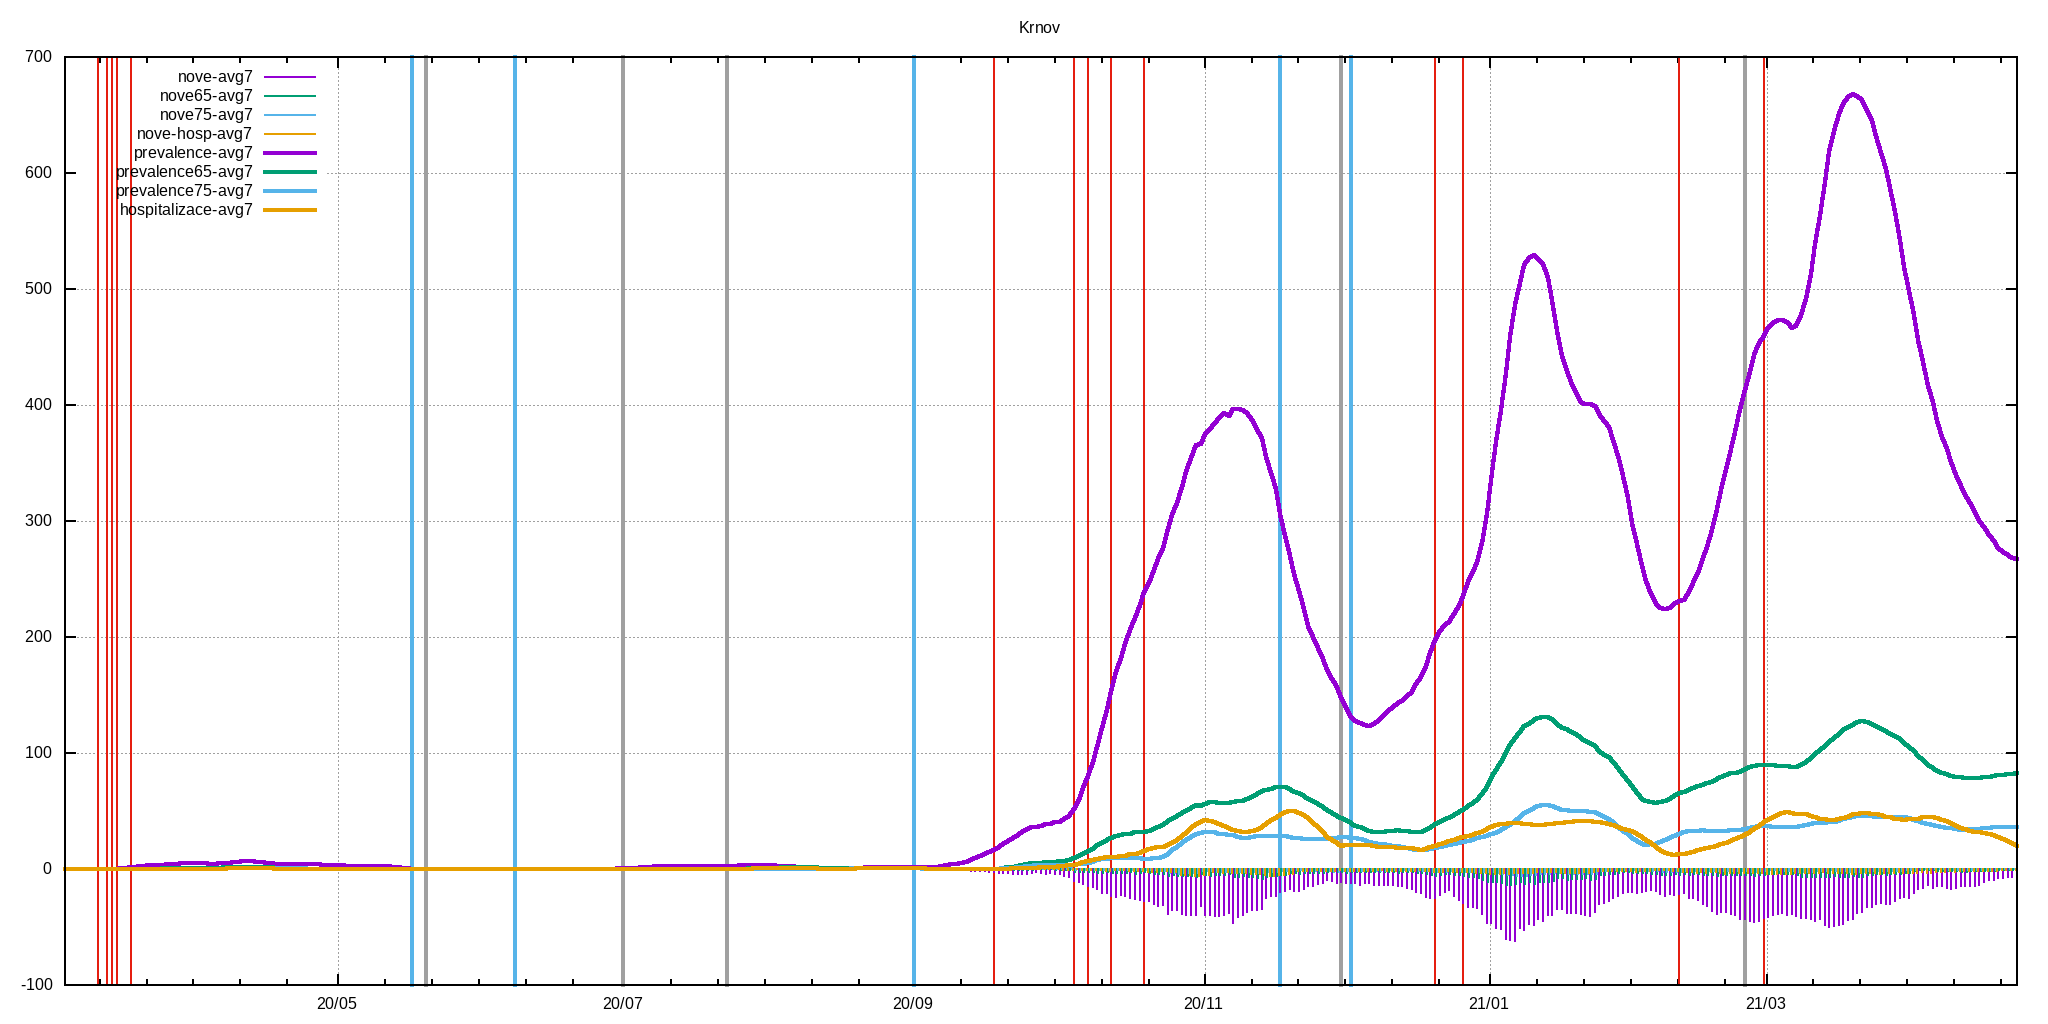 Krnov
700
600
500
400
300
200
100
0
-100
nove-avg7
nove65-avg7
nove75-avg7
nove-hosp-avg7
prevalence-avg7
prevalence65-avg7
prevalence75-avg7
hospitalizace-avg7
20/05
20/07
20/09
20/11
21/01
21/03